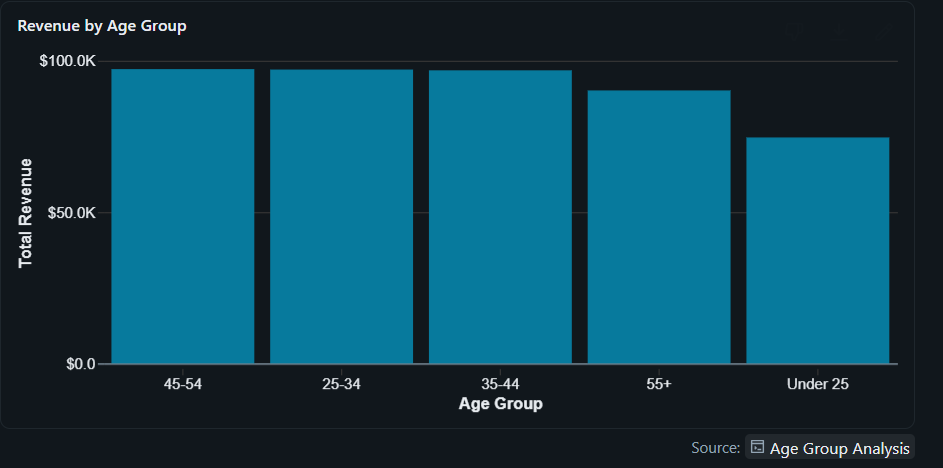 Revenue by Age Group
$100.0K
$50.0K
$0.0
Total Revenue
45-54 25-34 35-44 55+ Under 25
Age Group
Source: Age Group Analysis